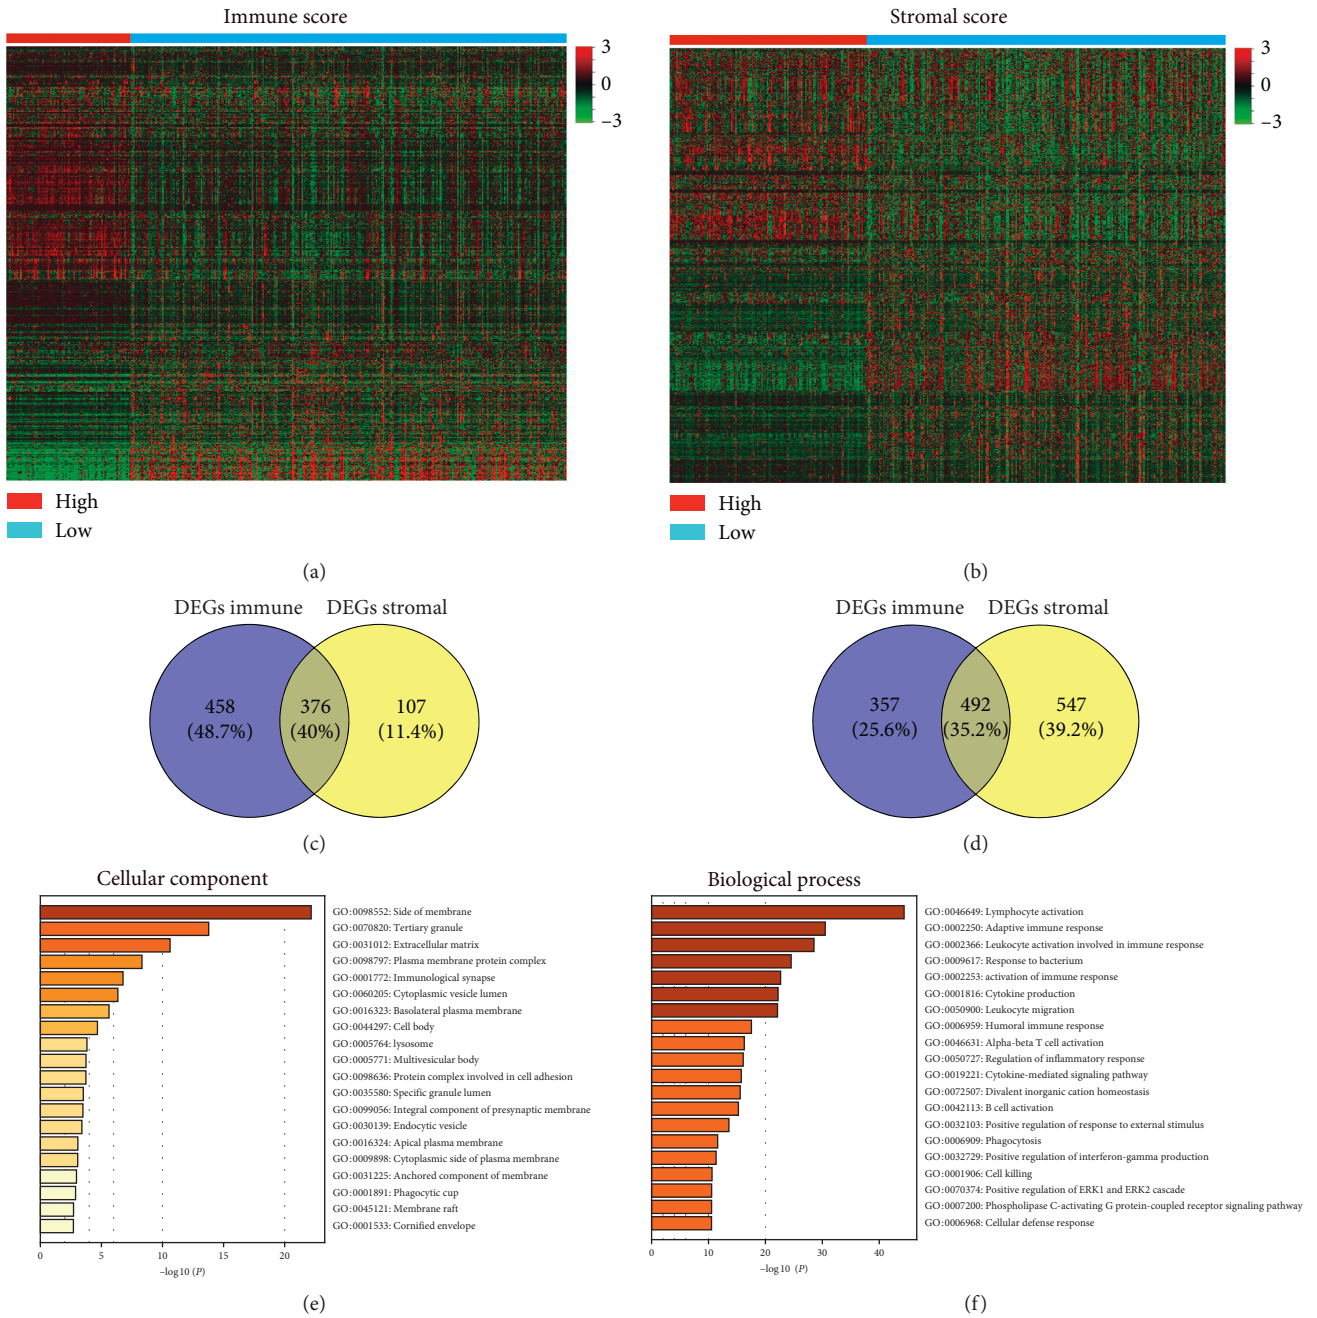 Immune score
3
0
−3
High
Low
(a)
Stromal score
3
0
−3
High
Low
(b)
DEGs immune DEGs stromal
458 376 107
(48.7%) (40%) (11.4%)
(c)
DEGs immune DEGs stromal
357 492 547
(25.6%) (35.2%) (39.2%)
(d)
Cellular component
GO:0098552: Side of membrane
GO:0070820: Tertiary granule
GO:0031012: Extracellular matrix
GO:0098797: Plasma membrane protein complex
GO:0001772: Immunological synapse
GO:0060205: Cytoplasmic vesicle lumen
GO:0016323: Basolateral plasma membrane
GO:0044297: Cell body
GO:0005764: lysosome
GO:0005771: Multivesicular body
GO:0098636: Protein complex involved in cell adhesion
GO:0035580: Specific granule lumen
GO:0099056: Integral component of presynaptic membrane
GO:0030139: Endocytic vesicle
GO:0016324: Apical plasma membrane
GO:0009898: Cytoplasmic side of plasma membrane
GO:0031225: Anchored component of membrane
GO:0001891: Phagocytic cup
GO:0045121: Membrane raft
GO:0001533: Cornified envelope
0 5 10 15 20
−log10 (P)
(e)
Biological process
GO:0046649: Lymphocyte activation
GO:0002250: Adaptive immune response
GO:0002366: Leukocyte activation involved in immune response
GO:0009617: Response to bacterium
GO:0002253: activation of immune response
GO:0001816: Cytokine production
GO:0050900: Leukocyte migration
GO:0006959: Humoral immune response
GO:0046631: Alpha-beta T cell activation
GO:0050727: Regulation of inflammatory response
GO:0019221: Cytokine-mediated signaling pathway
GO:0072507: Divalent inorganic cation homeostasis
GO:0042113: B cell activation
GO:0032103: Positive regulation of response to external stimulus
GO:0006909: Phagocytosis
GO:0032729: Positive regulation of interferon-gamma production
GO:0001906: Cell killing
GO:0070374: Positive regulation of ERK1 and ERK2 cascade
GO:0007200: Phospholipase C-activating G protein-coupled receptor signaling pathway
GO:0006968: Cellular defense response
0 10 20 30 40
−log10 (P)
(f)